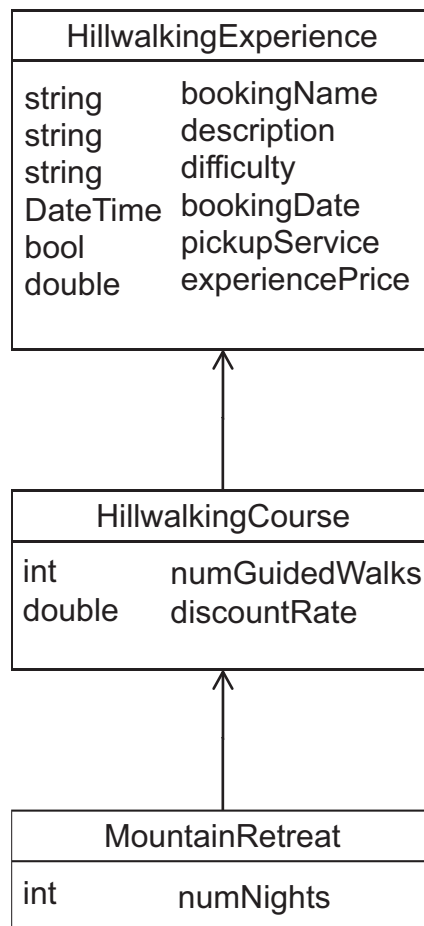 HillwalkingExperience
string bookingName
string description
string difficulty
DateTime bookingDate
bool pickupService
double experiencePrice
HillwalkingCourse
int numGuidedWalks
double discountRate
MountainRetreat
int numNights